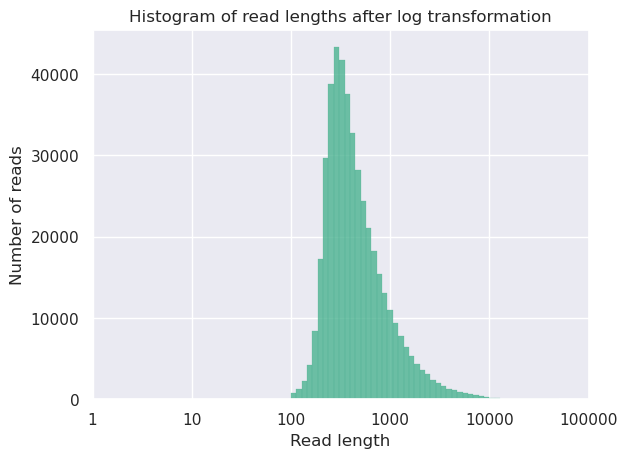 Histogram of read lengths after log transformation
40000
30000
20000
10000
0
Number of reads
1 10 100 1000 10000 100000
Read length